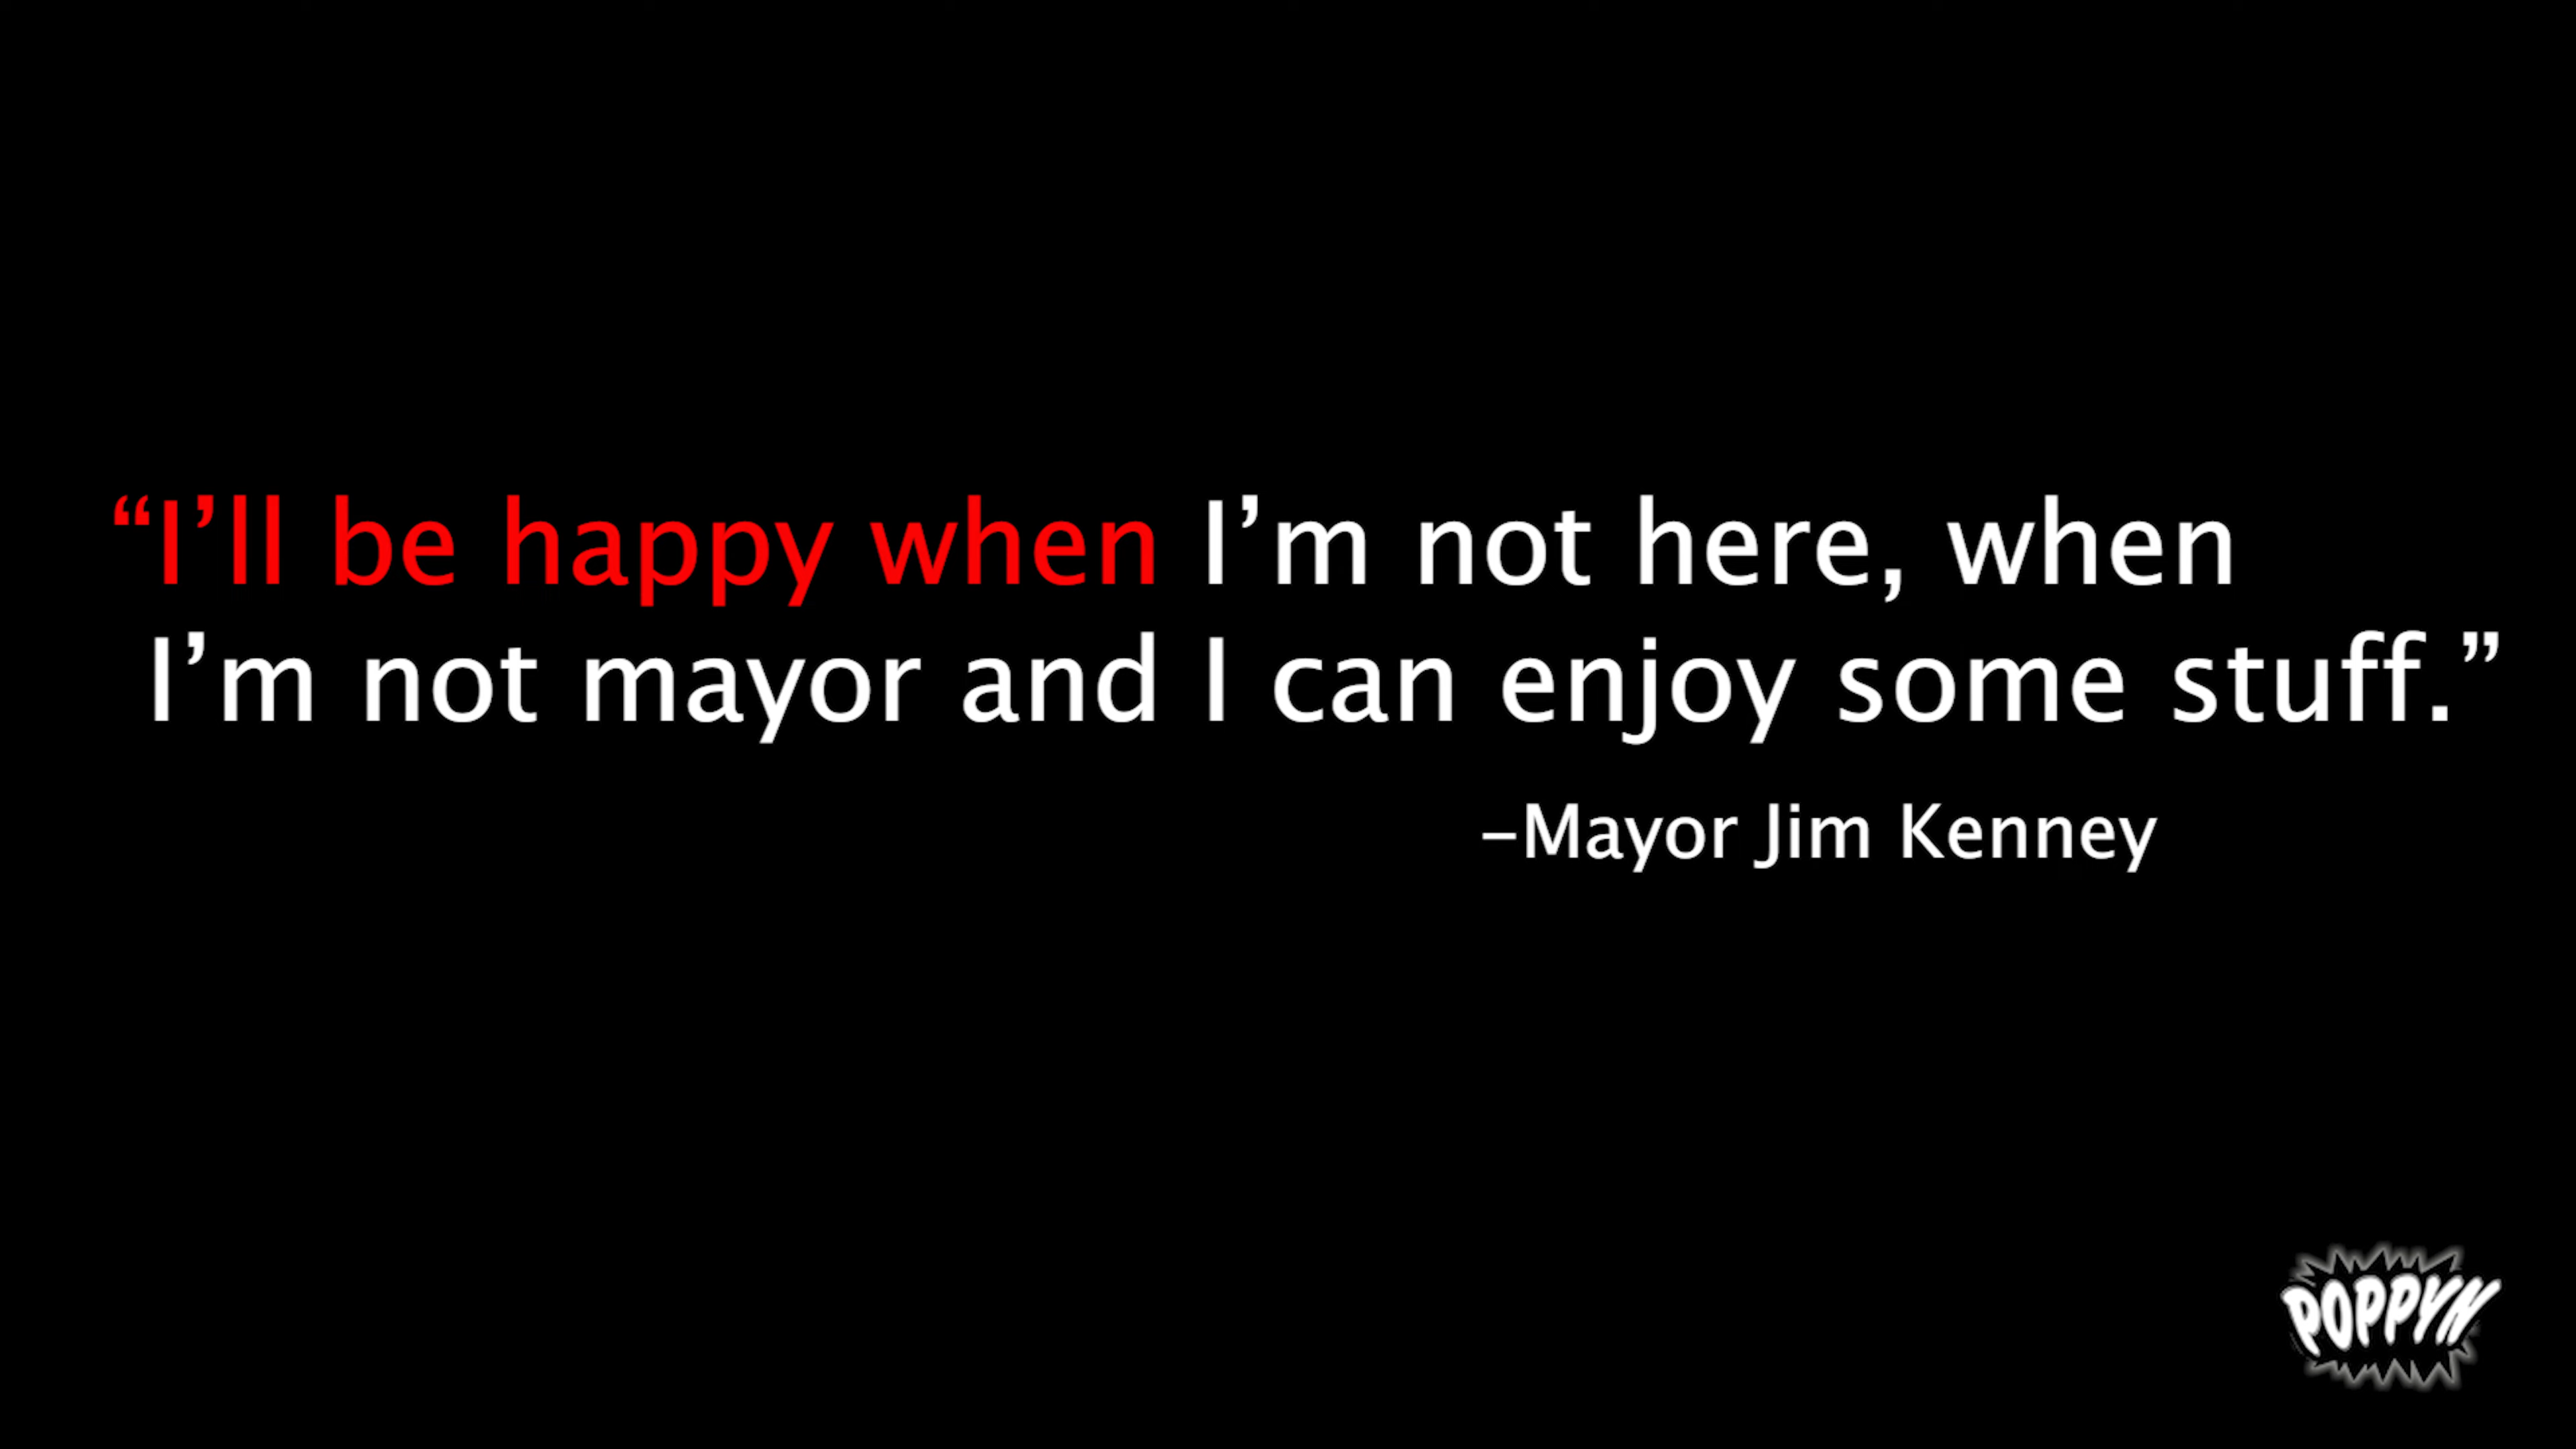 “I’ll be happy when I’m not here, when
I’m not mayor and I can enjoy some stuff.”
–Mayor Jim Kenney
POPPYN